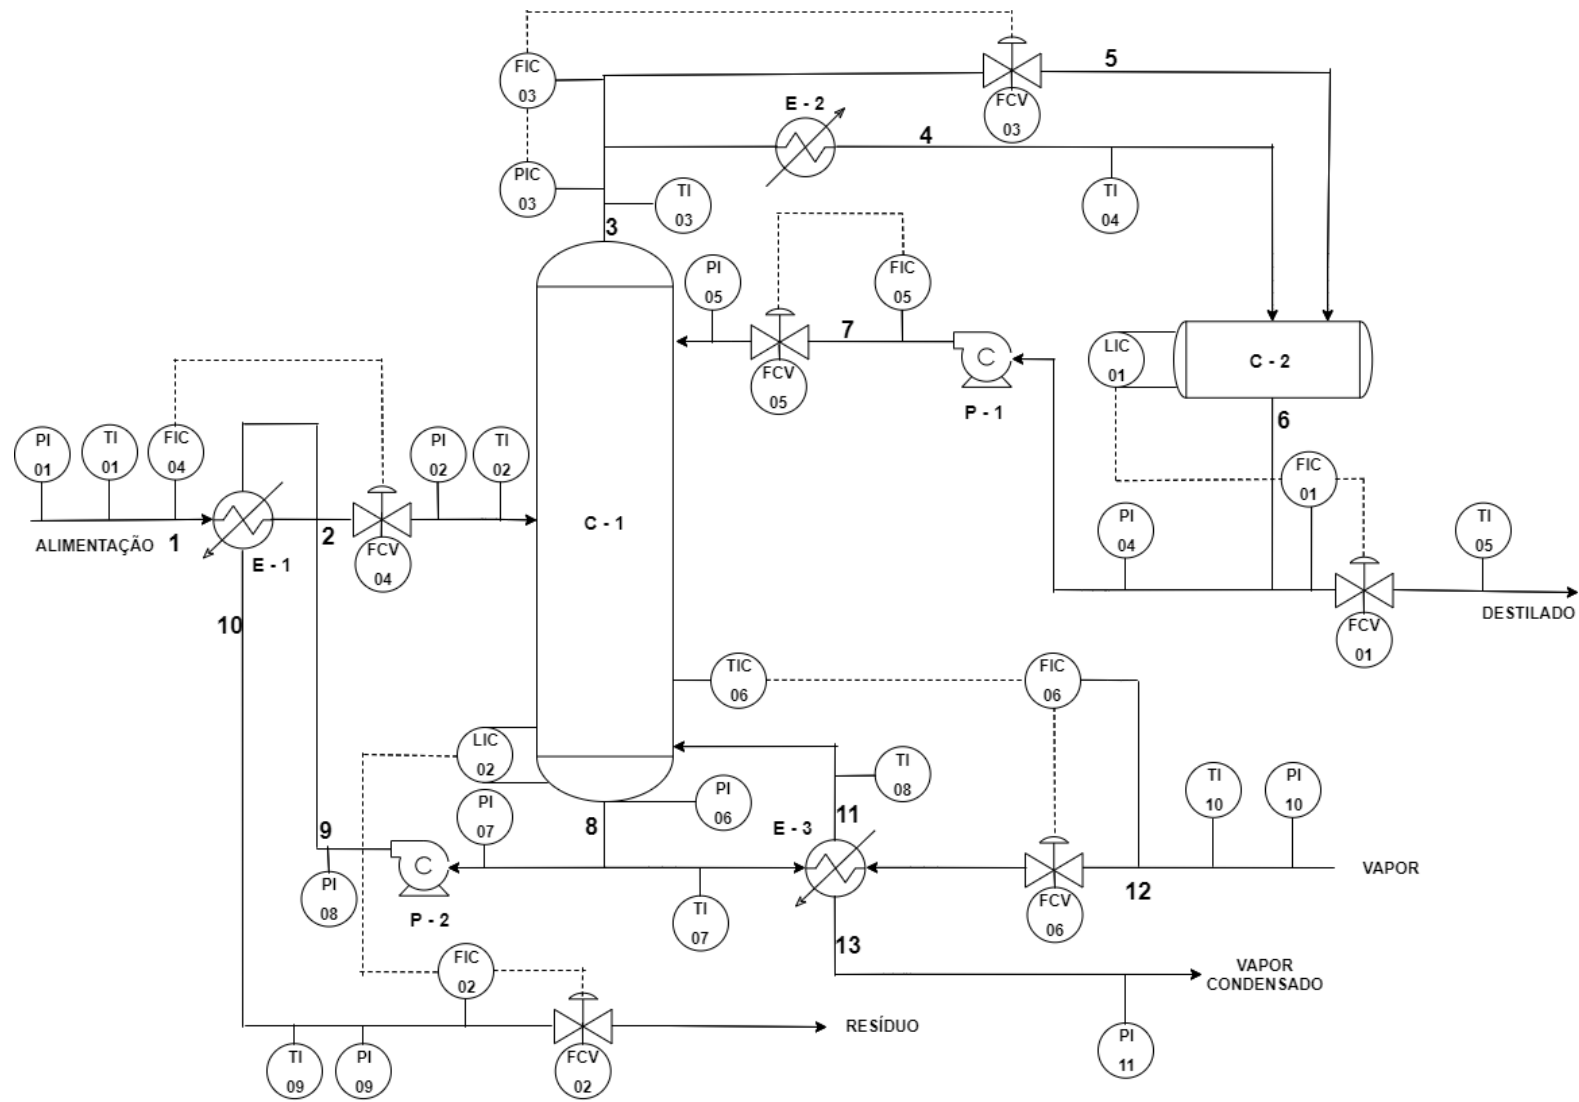 5
FIC
03
FCV
03
E - 2
4
PIC
03
TI
03
TI
04
3
PI
05
FIC
05
7
FCV
05
C
P - 1
LIC
01
C - 2
6
PI
01
TI
01
FIC
04
PI
02
TI
02
FIC
01
C - 1
PI
04
TI
05
ALIMENTAÇÃO
1
2
E - 1
FCV
04
DESTILADO
FCV
01
10
TIC
06
FIC
06
LIC
02
TI
08
PI
06
TI
10
PI
10
PI
07
8
11
E - 3
9
C
VAPOR
12
PI
08
P - 2
TI
07
FCV
06
13
FIC
02
VAPOR
CONDENSADO
RESÍDUO
TI
09
PI
09
FCV
02
PI
11